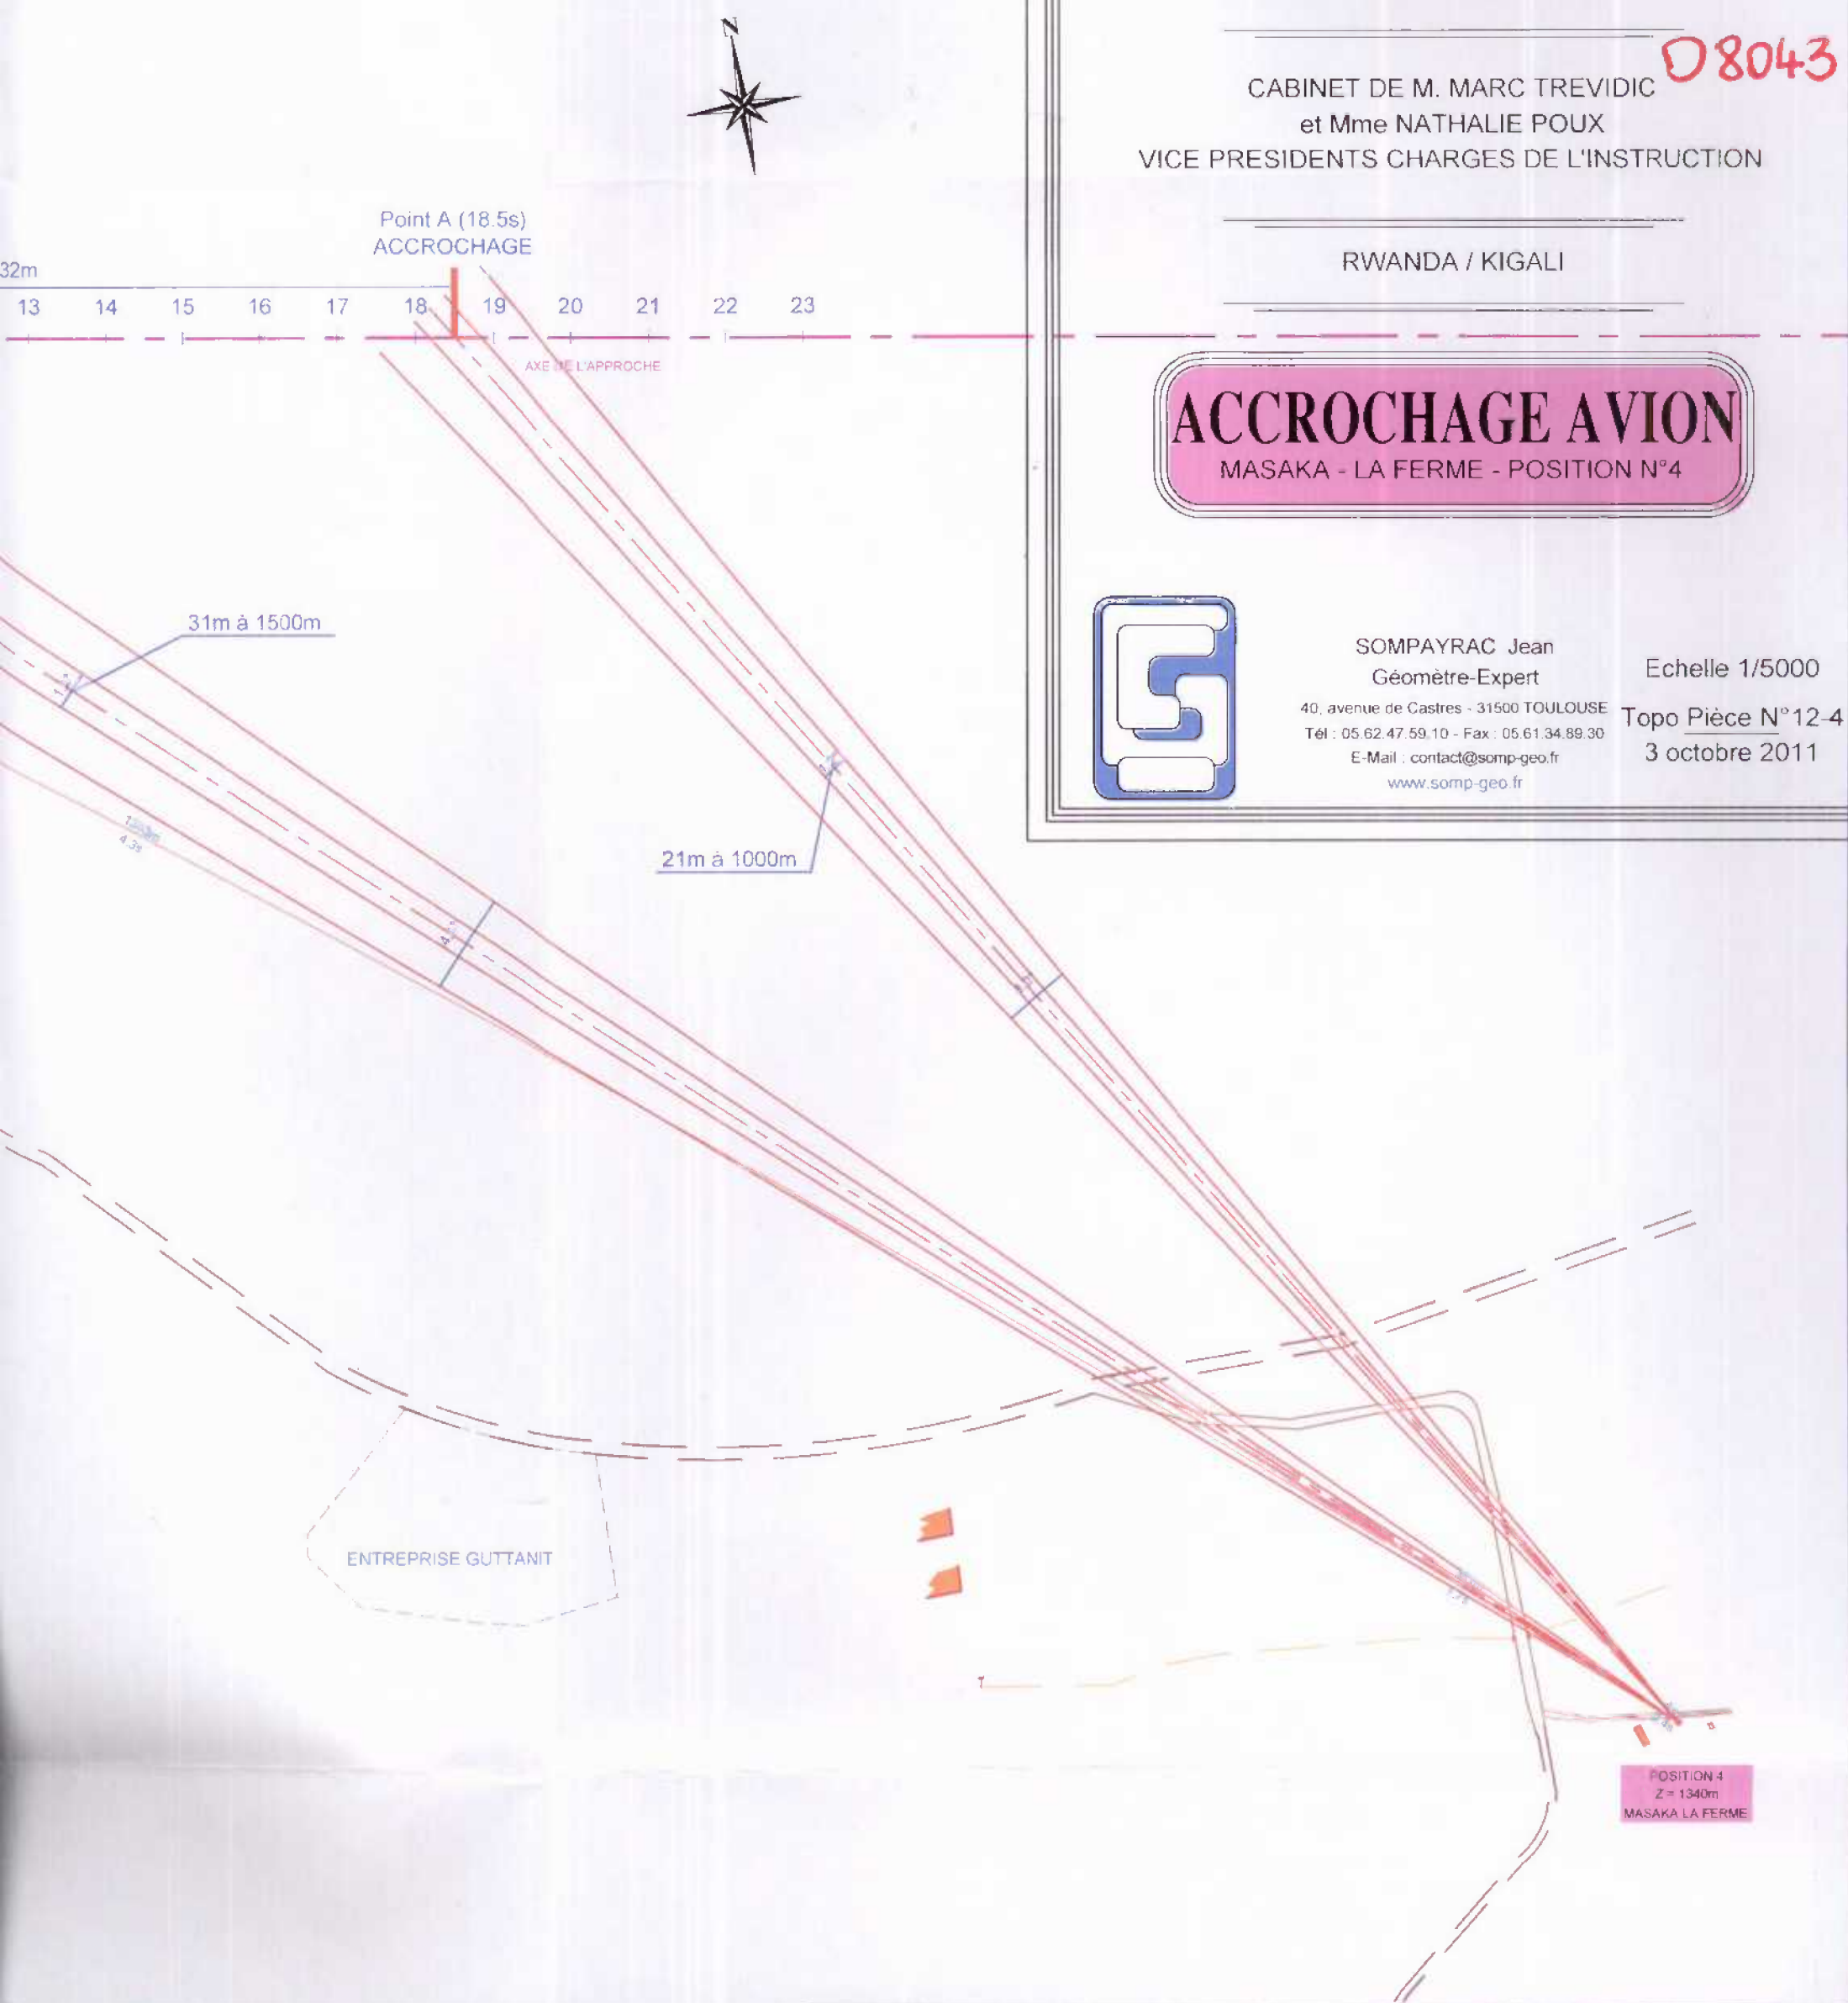 N
D8043
CABINET DE M. MARC TREVIDIC
et Mme NATHALIE POUX
VICE PRESIDENTS CHARGES DE L'INSTRUCTION
RWANDA / KIGALI
ACCROCHAGE AVION
MASAKA - LA FERME - POSITION N°4
SOMPAYRAC Jean
Géomètre-Expert
40, avenue de Castres - 31500 TOULOUSE
Tél : 05.62.47.59.10 - Fax : 05.61.34.89.30
E-Mail : contact@somp-geo.fr
www.somp-geo.fr
Echelle 1/5000
Topo Pièce N°12-4
3 octobre 2011
Point A (18.5s)
ACCROCHAGE
32m
13 14 15 16 17 18 19 20 21 22 23
AXE DE L'APPROCHE
31m à 1500m
21m à 1000m
4.3s
ENTREPRISE GUTTANIT
POSITION 4
Z = 1340m
MASAKA LA FERME